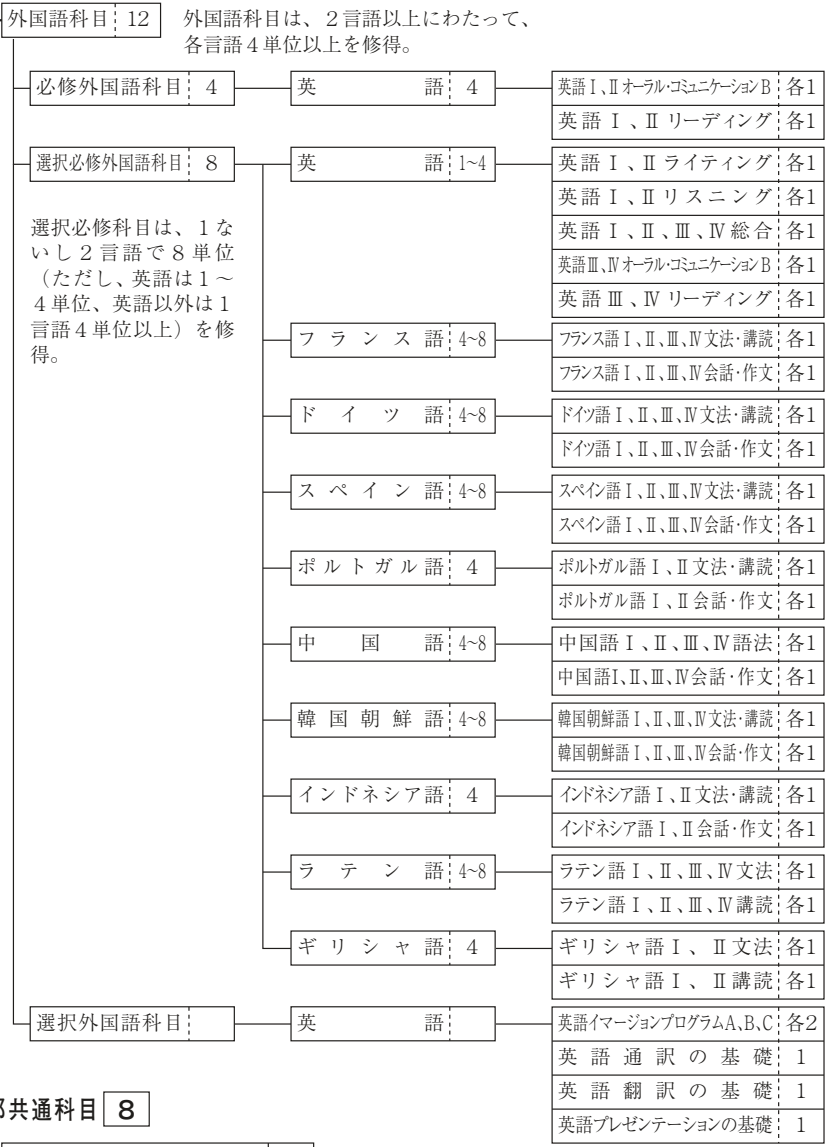 外国語科目 12 外国語科目は、2言語以上にわたって、
各言語4単位以上を修得。
必修外国語科目 4 英語 4 英語Ⅰ、Ⅱオーラル・コミュニケーションB 各1
英語Ⅰ、Ⅱリーディング 各1
選択必修外国語科目 8 英語 1~4 英語Ⅰ、Ⅱライティング 各1
英語Ⅰ、Ⅱリスニング 各1
選択必修科目は、1な
いし2言語で8単位
（ただし、英語は1～
4単位、英語以外は1
言語4単位以上）を修
得。
英語Ⅰ、Ⅱ、Ⅲ、Ⅳ総合 各1
英語Ⅲ、Ⅳオーラル・コミュニケーションB 各1
英語Ⅲ、Ⅳリーディング 各1
フランス語 4~8 フランス語Ⅰ、Ⅱ、Ⅲ、Ⅳ文法・講読 各1
フランス語Ⅰ、Ⅱ、Ⅲ、Ⅳ会話・作文 各1
ドイツ語 4~8 ドイツ語Ⅰ、Ⅱ、Ⅲ、Ⅳ文法・講読 各1
ドイツ語Ⅰ、Ⅱ、Ⅲ、Ⅳ会話・作文 各1
スペイン語 4~8 スペイン語Ⅰ、Ⅱ、Ⅲ、Ⅳ文法・講読 各1
スペイン語Ⅰ、Ⅱ、Ⅲ、Ⅳ会話・作文 各1
ポルトガル語 4 ポルトガル語Ⅰ、Ⅱ文法・講読 各1
ポルトガル語Ⅰ、Ⅱ会話・作文 各1
中国語 4~8 中国語Ⅰ、Ⅱ、Ⅲ、Ⅳ語法 各1
中国語Ⅰ、Ⅱ、Ⅲ、Ⅳ会話・作文 各1
韓国朝鮮語 4~8 韓国朝鮮語Ⅰ、Ⅱ、Ⅲ、Ⅳ文法・講読 各1
韓国朝鮮語Ⅰ、Ⅱ、Ⅲ、Ⅳ会話・作文 各1
インドネシア語 4 インドネシア語Ⅰ、Ⅱ文法・講読 各1
インドネシア語Ⅰ、Ⅱ会話・作文 各1
ラテン語 4~8 ラテン語Ⅰ、Ⅱ、Ⅲ、Ⅳ文法 各1
ラテン語Ⅰ、Ⅱ、Ⅲ、Ⅳ講読 各1
ギリシャ語 4 ギリシャ語Ⅰ、Ⅱ文法 各1
ギリシャ語Ⅰ、Ⅱ講読 各1
選択外国語科目 英語 英語イマージョンプログラムA、B、C 各2
英語通訳の基礎 1
英語翻訳の基礎 1
英語プレゼンテーションの基礎 1
共通科目 8